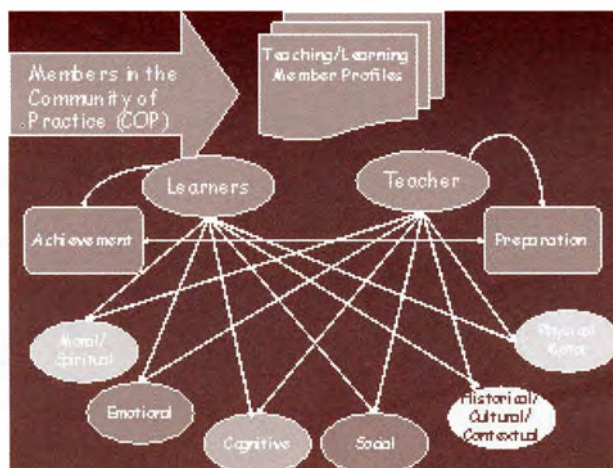 Members in the
Community of
Practice (COP)
Teaching/Learning
Member Profiles
Learners
Teacher
Achievement
Preparation
Moral/
Spiritual
Physical
Motor
Emotional
Cognitive
Social
Historical/
Cultural/
Contextual